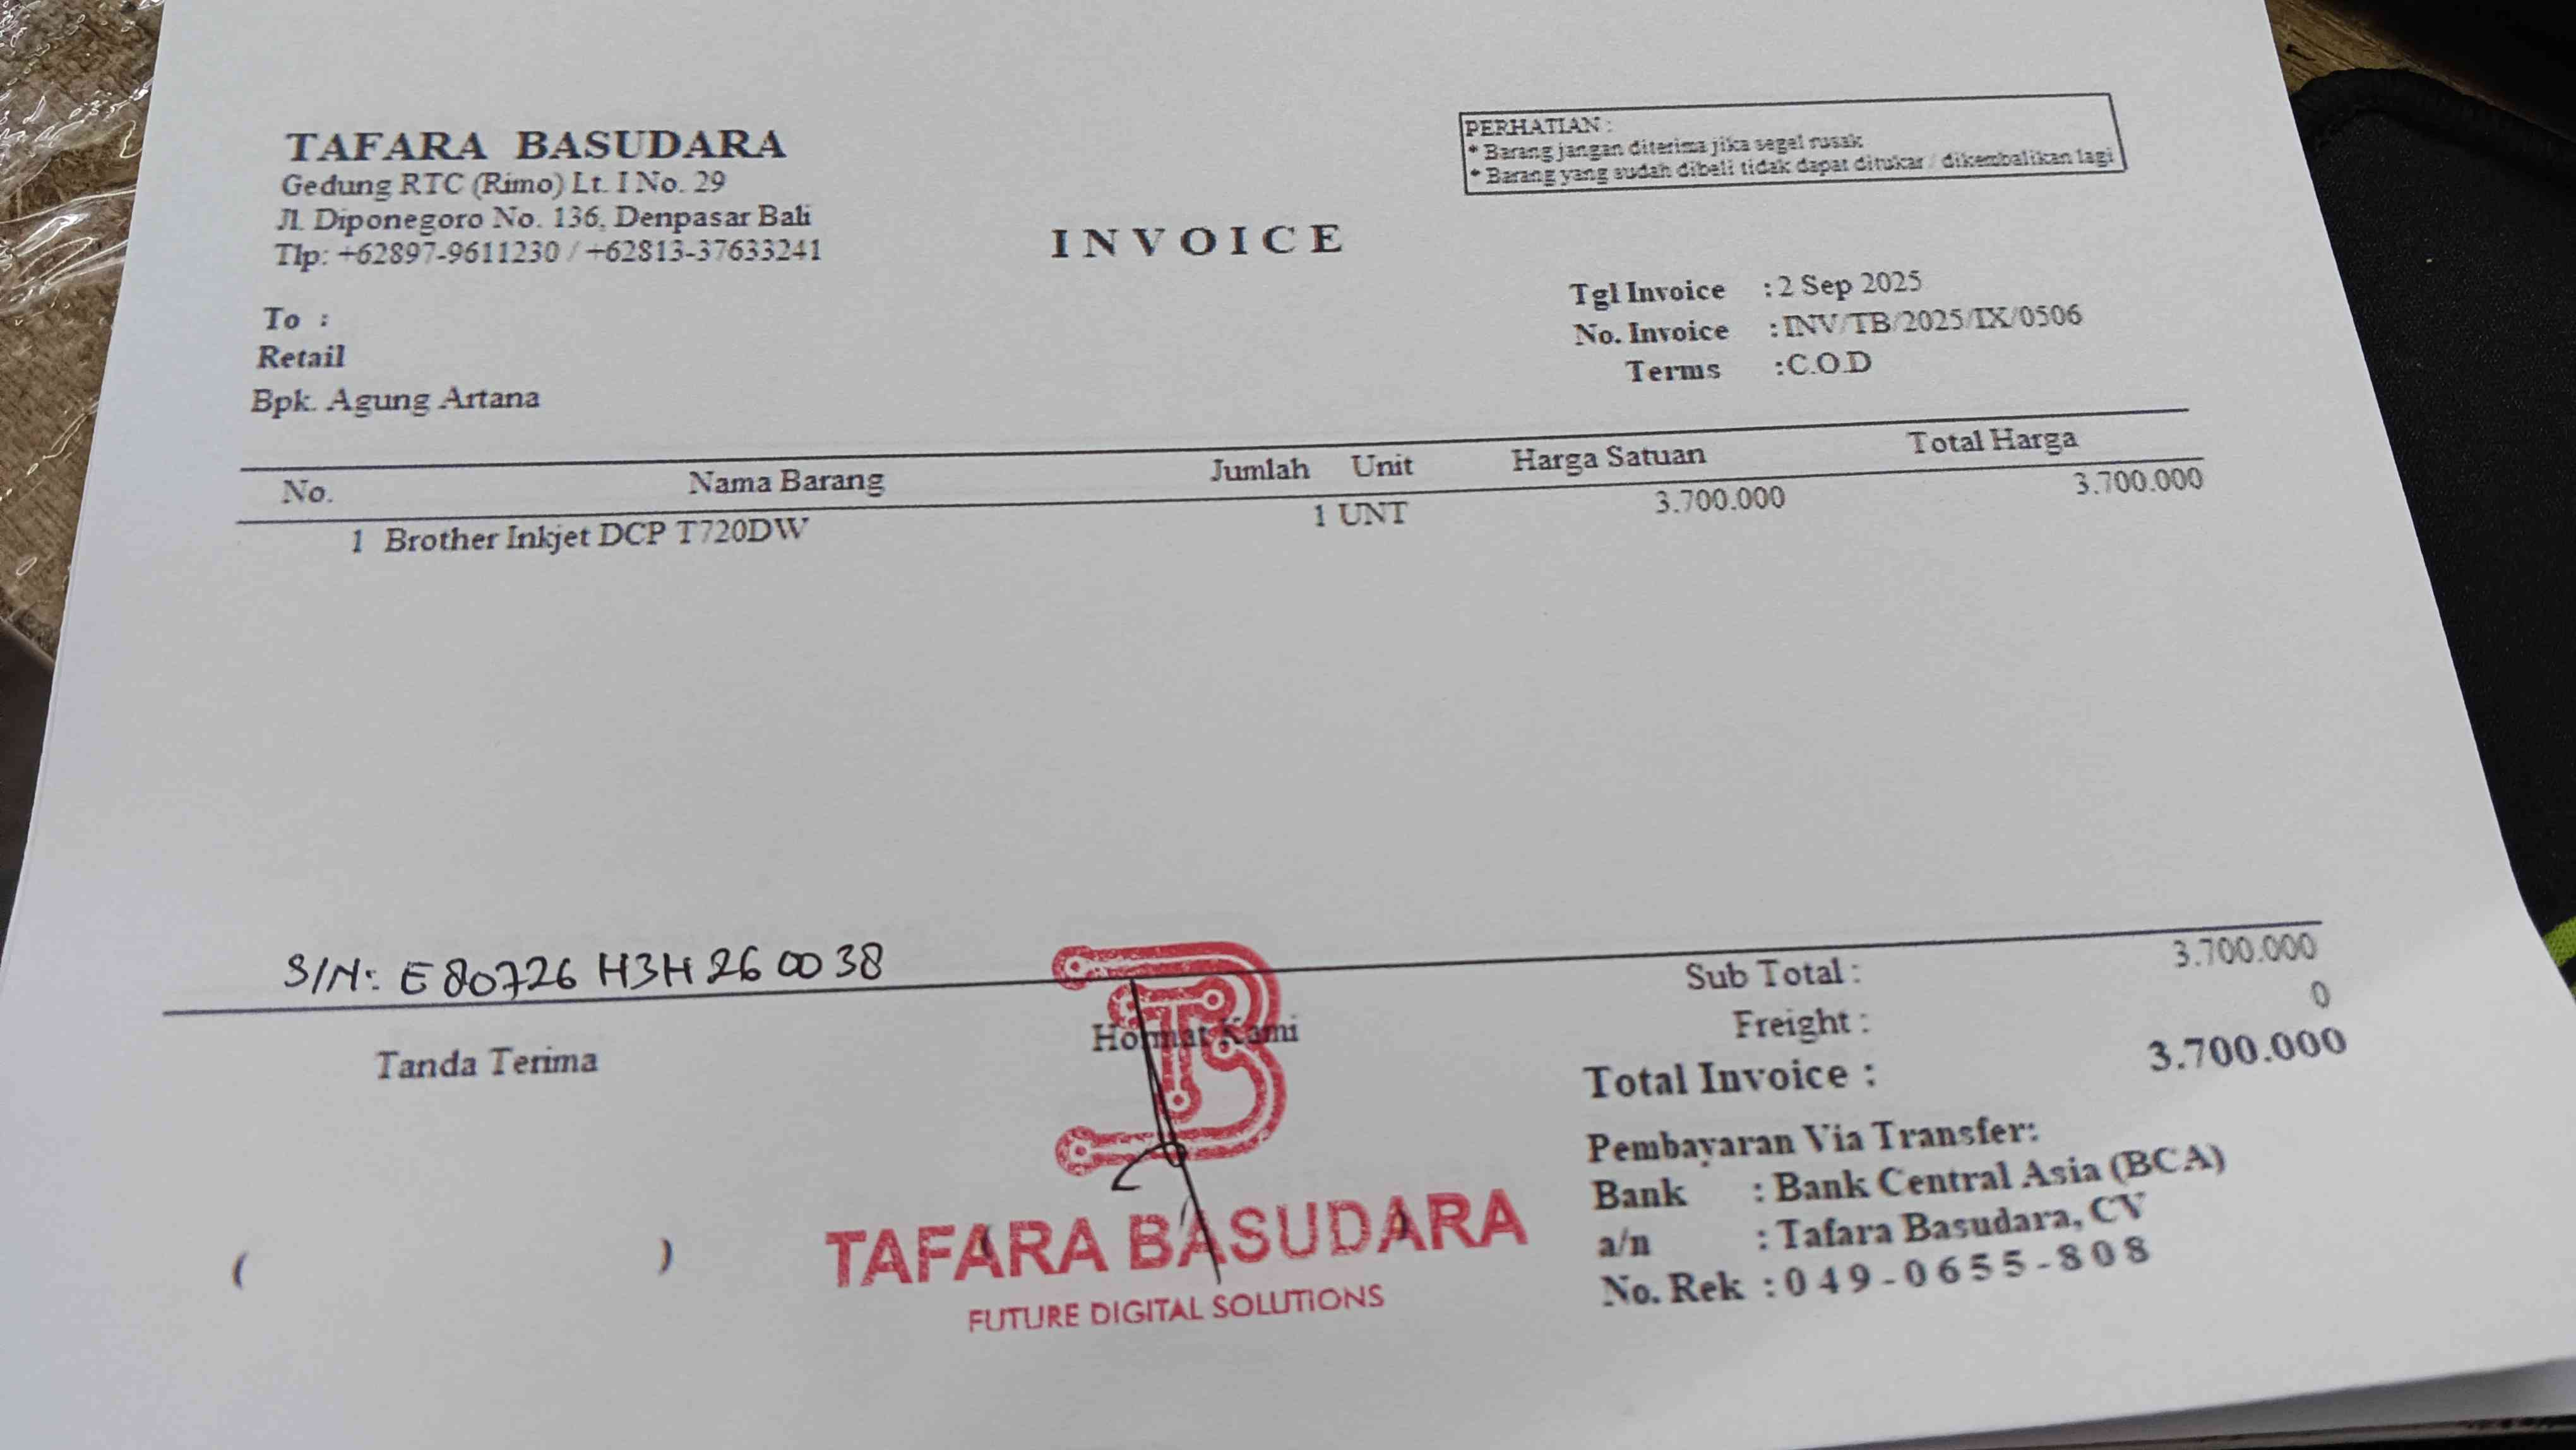 TAFARA BASUDARA
Gedung RTC (Rimo) Lt. I No. 29
Jl. Diponegoro No. 136, Denpasar Bali
Tlp: +62897-9611230 / +62813-37633241
PERHATIAN :
* Barang jangan diterima jika segel rusak
* Barang yang sudah dibeli tidak dapat ditukar / dikembalikan lagi
INVOICE
To :
Retail
Bpk. Agung Artana
Tgl Invoice : 2 Sep 2025
No. Invoice : INV/TB/2025/IX/0506
Terms : C.O.D
No. Nama Barang Jumlah Unit Harga Satuan Total Harga
1 Brother Inkjet DCP T720DW 1 UNT 3.700.000 3.700.000
S/N: E80726H3H260038
Sub Total : 3.700.000
Freight : 0
Total Invoice : 3.700.000
Tanda Terima
Hormat Kami
( )
TAFARA BASUDARA
FUTURE DIGITAL SOLUTIONS
Pembayaran Via Transfer:
Bank : Bank Central Asia (BCA)
a/n : Tafara Basudara, CV
No. Rek : 049-0655-808